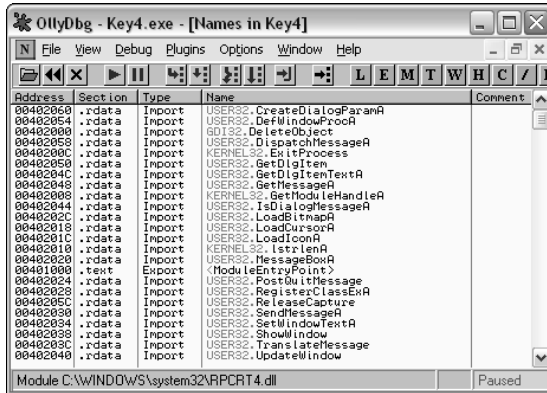 OllyDbg - Key4.exe - [Names in Key4]
N File View Debug Plugins Options Window Help
L E M T W H C /
Address Section Type Name Comment
00402060 .rdata Import USER32.CreateDialogParamA
00402054 .rdata Import USER32.DefWindowProcA
00402000 .rdata Import GDI32.DeleteObject
00402058 .rdata Import USER32.DispatchMessageA
0040200C .rdata Import KERNEL32.ExitProcess
00402050 .rdata Import USER32.GetDlgItem
0040204C .rdata Import USER32.GetDlgItemTextA
00402048 .rdata Import USER32.GetMessageA
00402008 .rdata Import KERNEL32.GetModuleHandleA
00402044 .rdata Import USER32.IsDialogMessageA
0040202C .rdata Import USER32.LoadBitmapA
00402018 .rdata Import USER32.LoadCursorA
0040201C .rdata Import USER32.LoadIconA
00402010 .rdata Import KERNEL32.lstrlenA
00402020 .rdata Import USER32.MessageBoxA
00401000 .text Export <ModuleEntryPoint>
00402024 .rdata Import USER32.PostQuitMessage
00402028 .rdata Import USER32.RegisterClassExA
0040205C .rdata Import USER32.ReleaseCapture
00402030 .rdata Import USER32.SendMessageA
00402034 .rdata Import USER32.SetWindowTextA
00402038 .rdata Import USER32.ShowWindow
0040203C .rdata Import USER32.TranslateMessage
00402040 .rdata Import USER32.UpdateWindow
Module C:\WINDOWS\system32\RPCRT4.dll Paused